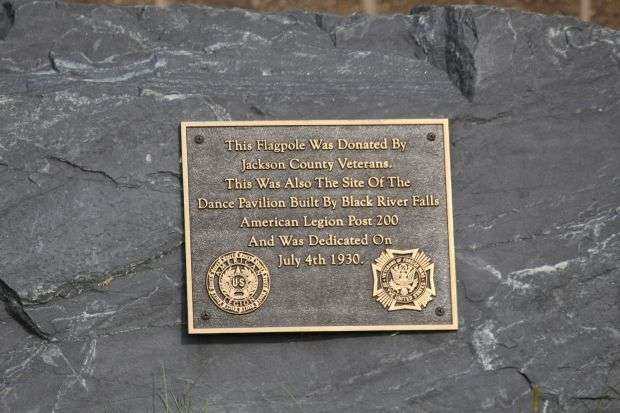 This Flagpole Was Donated By
Jackson County Veterans.
This Was Also The Site Of The
Dance Pavilion Built By Black River Falls
American Legion Post 200
And Was Dedicated On
July 4th 1930.
US